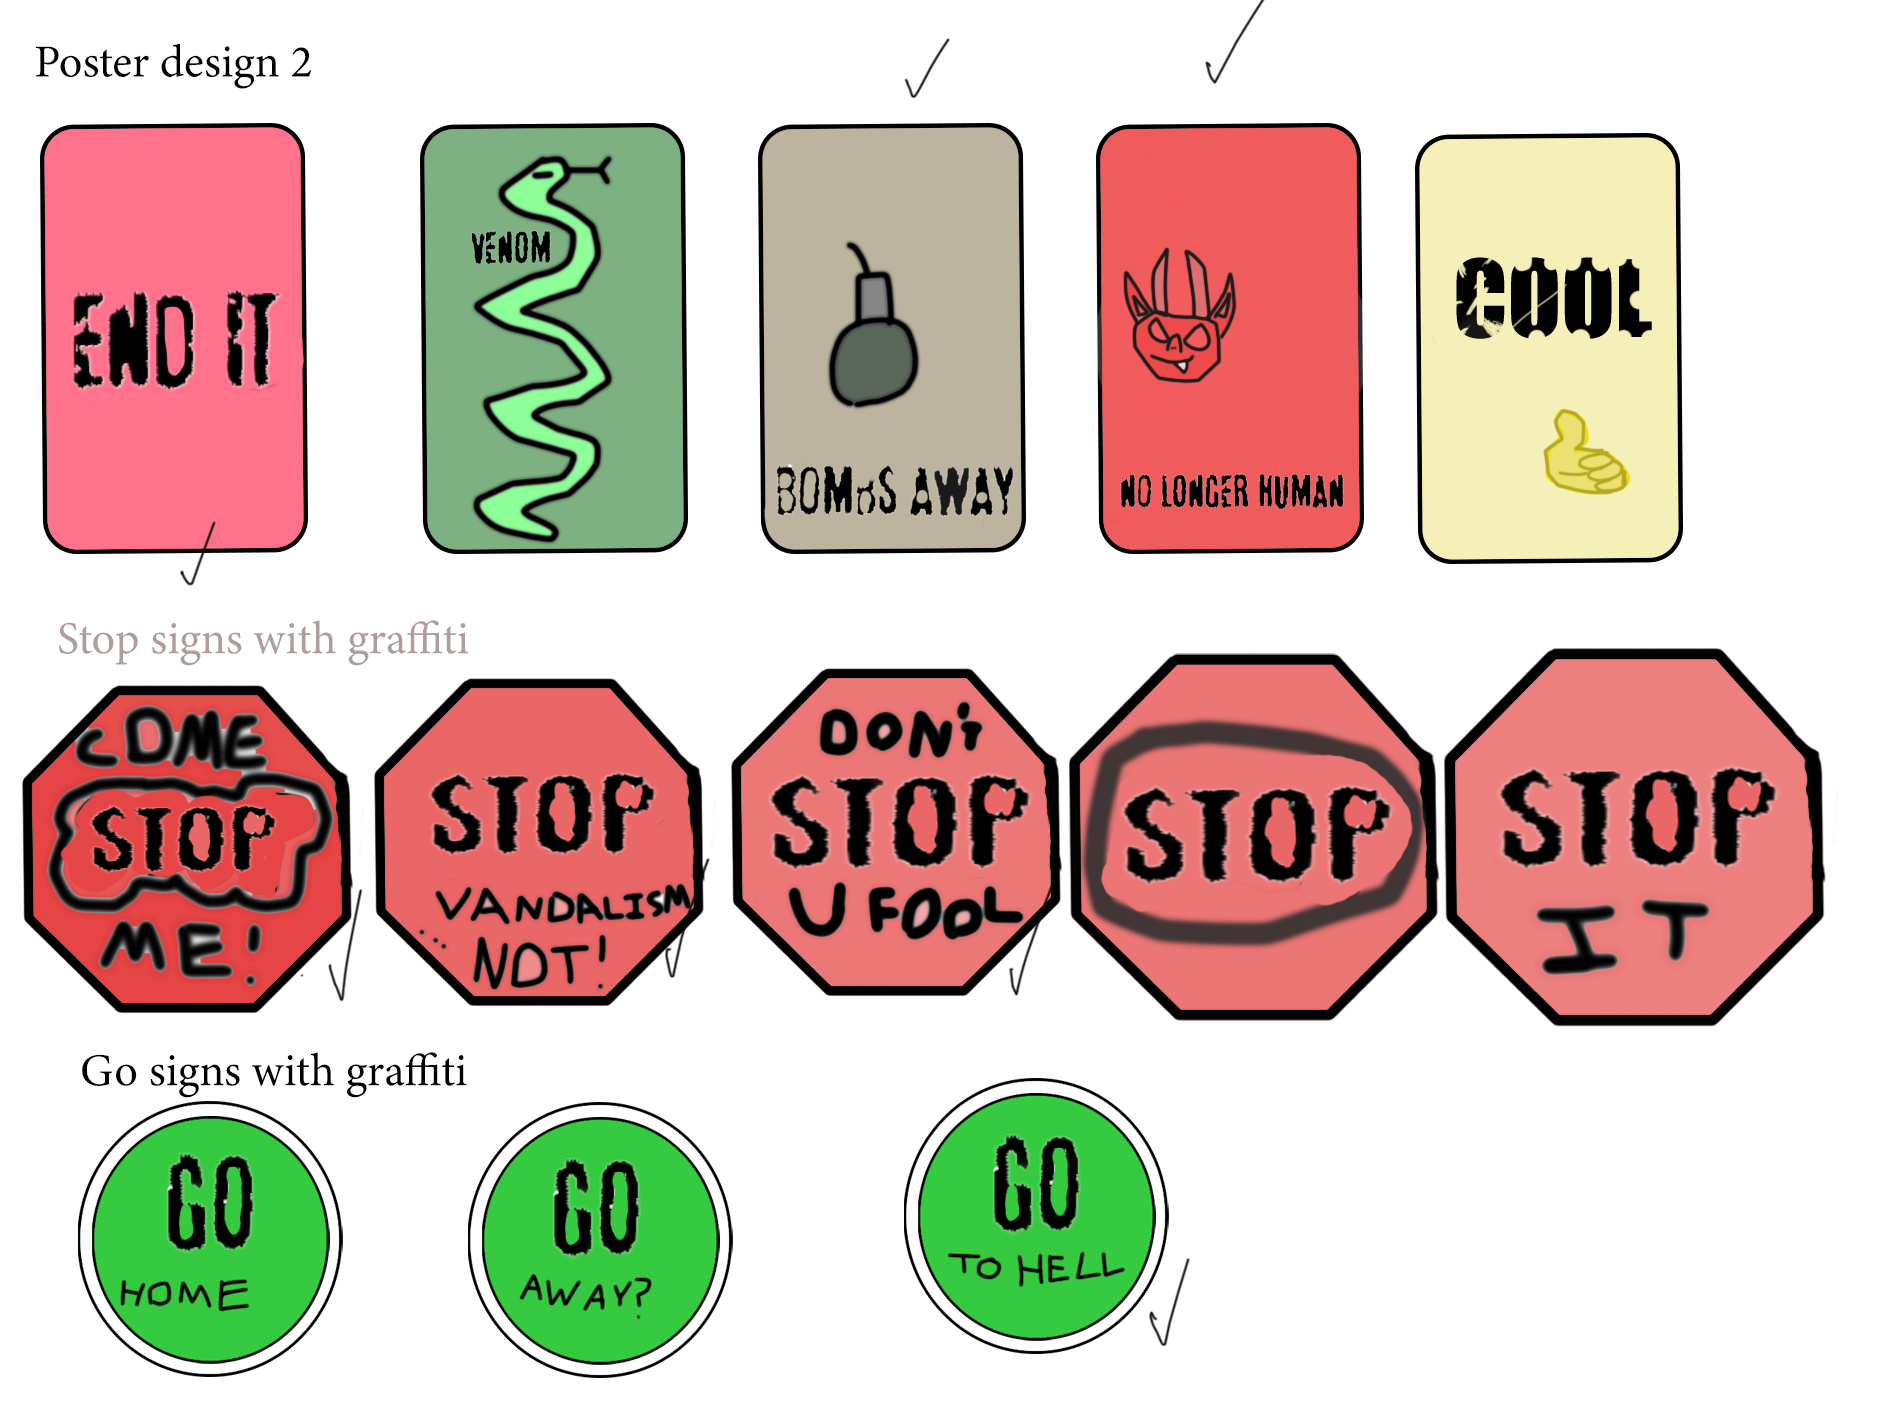 Poster design 2
END IT
VENOM
BOMBS AWAY
NO LONGER HUMAN
COOL
Stop signs with graffiti
COME
STOP
ME!
STOP
VANDALISM
... NOT!
DON'T
STOP
U FOOL
STOP
STOP
IT
Go signs with graffiti
GO
HOME
GO
AWAY?
GO
TO HELL